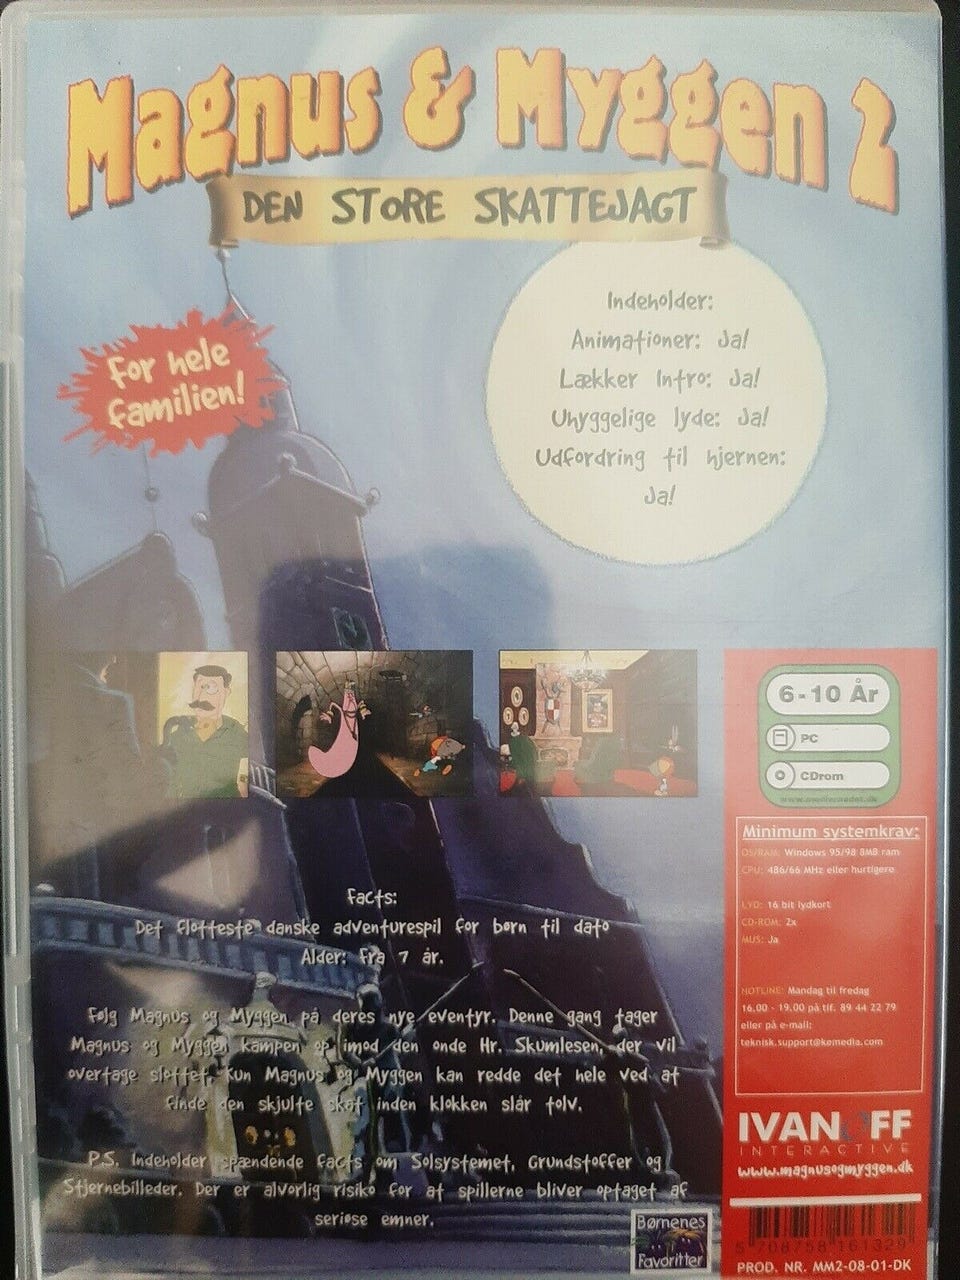 Magnus & Myggen 2
DEN STORE SKATTEJAGT
Indeholder:
Animationer: Ja!
Lækker Intro: Ja!
Uhyggelige lyde: Ja!
Udfordring til hjernen:
Ja!
For hele
familien!
6-10 År
PC
CDrom
www.medieraadet.dk
Minimum systemkrav:
OS/RAM: Windows 95/98 8MB ram
CPU: 486/66 MHz eller hurtigere
LYD: 16 bit lydkort
CD-ROM: 2x
MUS: Ja
HOTLINE: Mandag til fredag
16.00 - 19.00 på tlf. 89 44 22 79
eller på e-mail:
teknisk.support@kemedia.com
Facts:
Det flotteste danske adventurespil for børn til dato
Alder: Fra 7 år.
Følg Magnus og Myggen på deres nye eventyr. Denne gang tager
Magnus og Myggen kampen op imod den onde Hr. Skumlesen, der vil
overtage slottet. Kun Magnus og Myggen kan redde det hele ved at
finde den skjulte skat inden klokken slår tolv.
P.S. Indeholder spændende facts om Solsystemet, Grundstoffer og
Stjernebilleder. Der er alvorlig risiko for at spillerne bliver optaget af
seriøse emner.
Børnenes
Favoritter
IVANOFF
INTERACTIVE
www.magnusogmyggen.dk
5 708758 161329
PROD. NR. MM2-08-01-DK